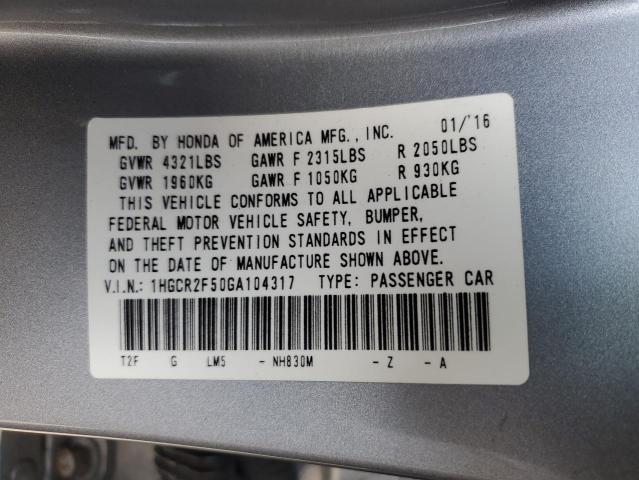 MFD. BY HONDA OF AMERICA MFG., INC. 01/'16
GVWR 4321LBS GAWR F 2315LBS R 2050LBS
GVWR 1960KG GAWR F 1050KG R 930KG
THIS VEHICLE CONFORMS TO ALL APPLICABLE
FEDERAL MOTOR VEHICLE SAFETY, BUMPER,
AND THEFT PREVENTION STANDARDS IN EFFECT
ON THE DATE OF MANUFACTURE SHOWN ABOVE.
V.I.N.: 1HGCR2F50GA104317 TYPE: PASSENGER CAR
T2F G LM5 - NH830M - Z - A